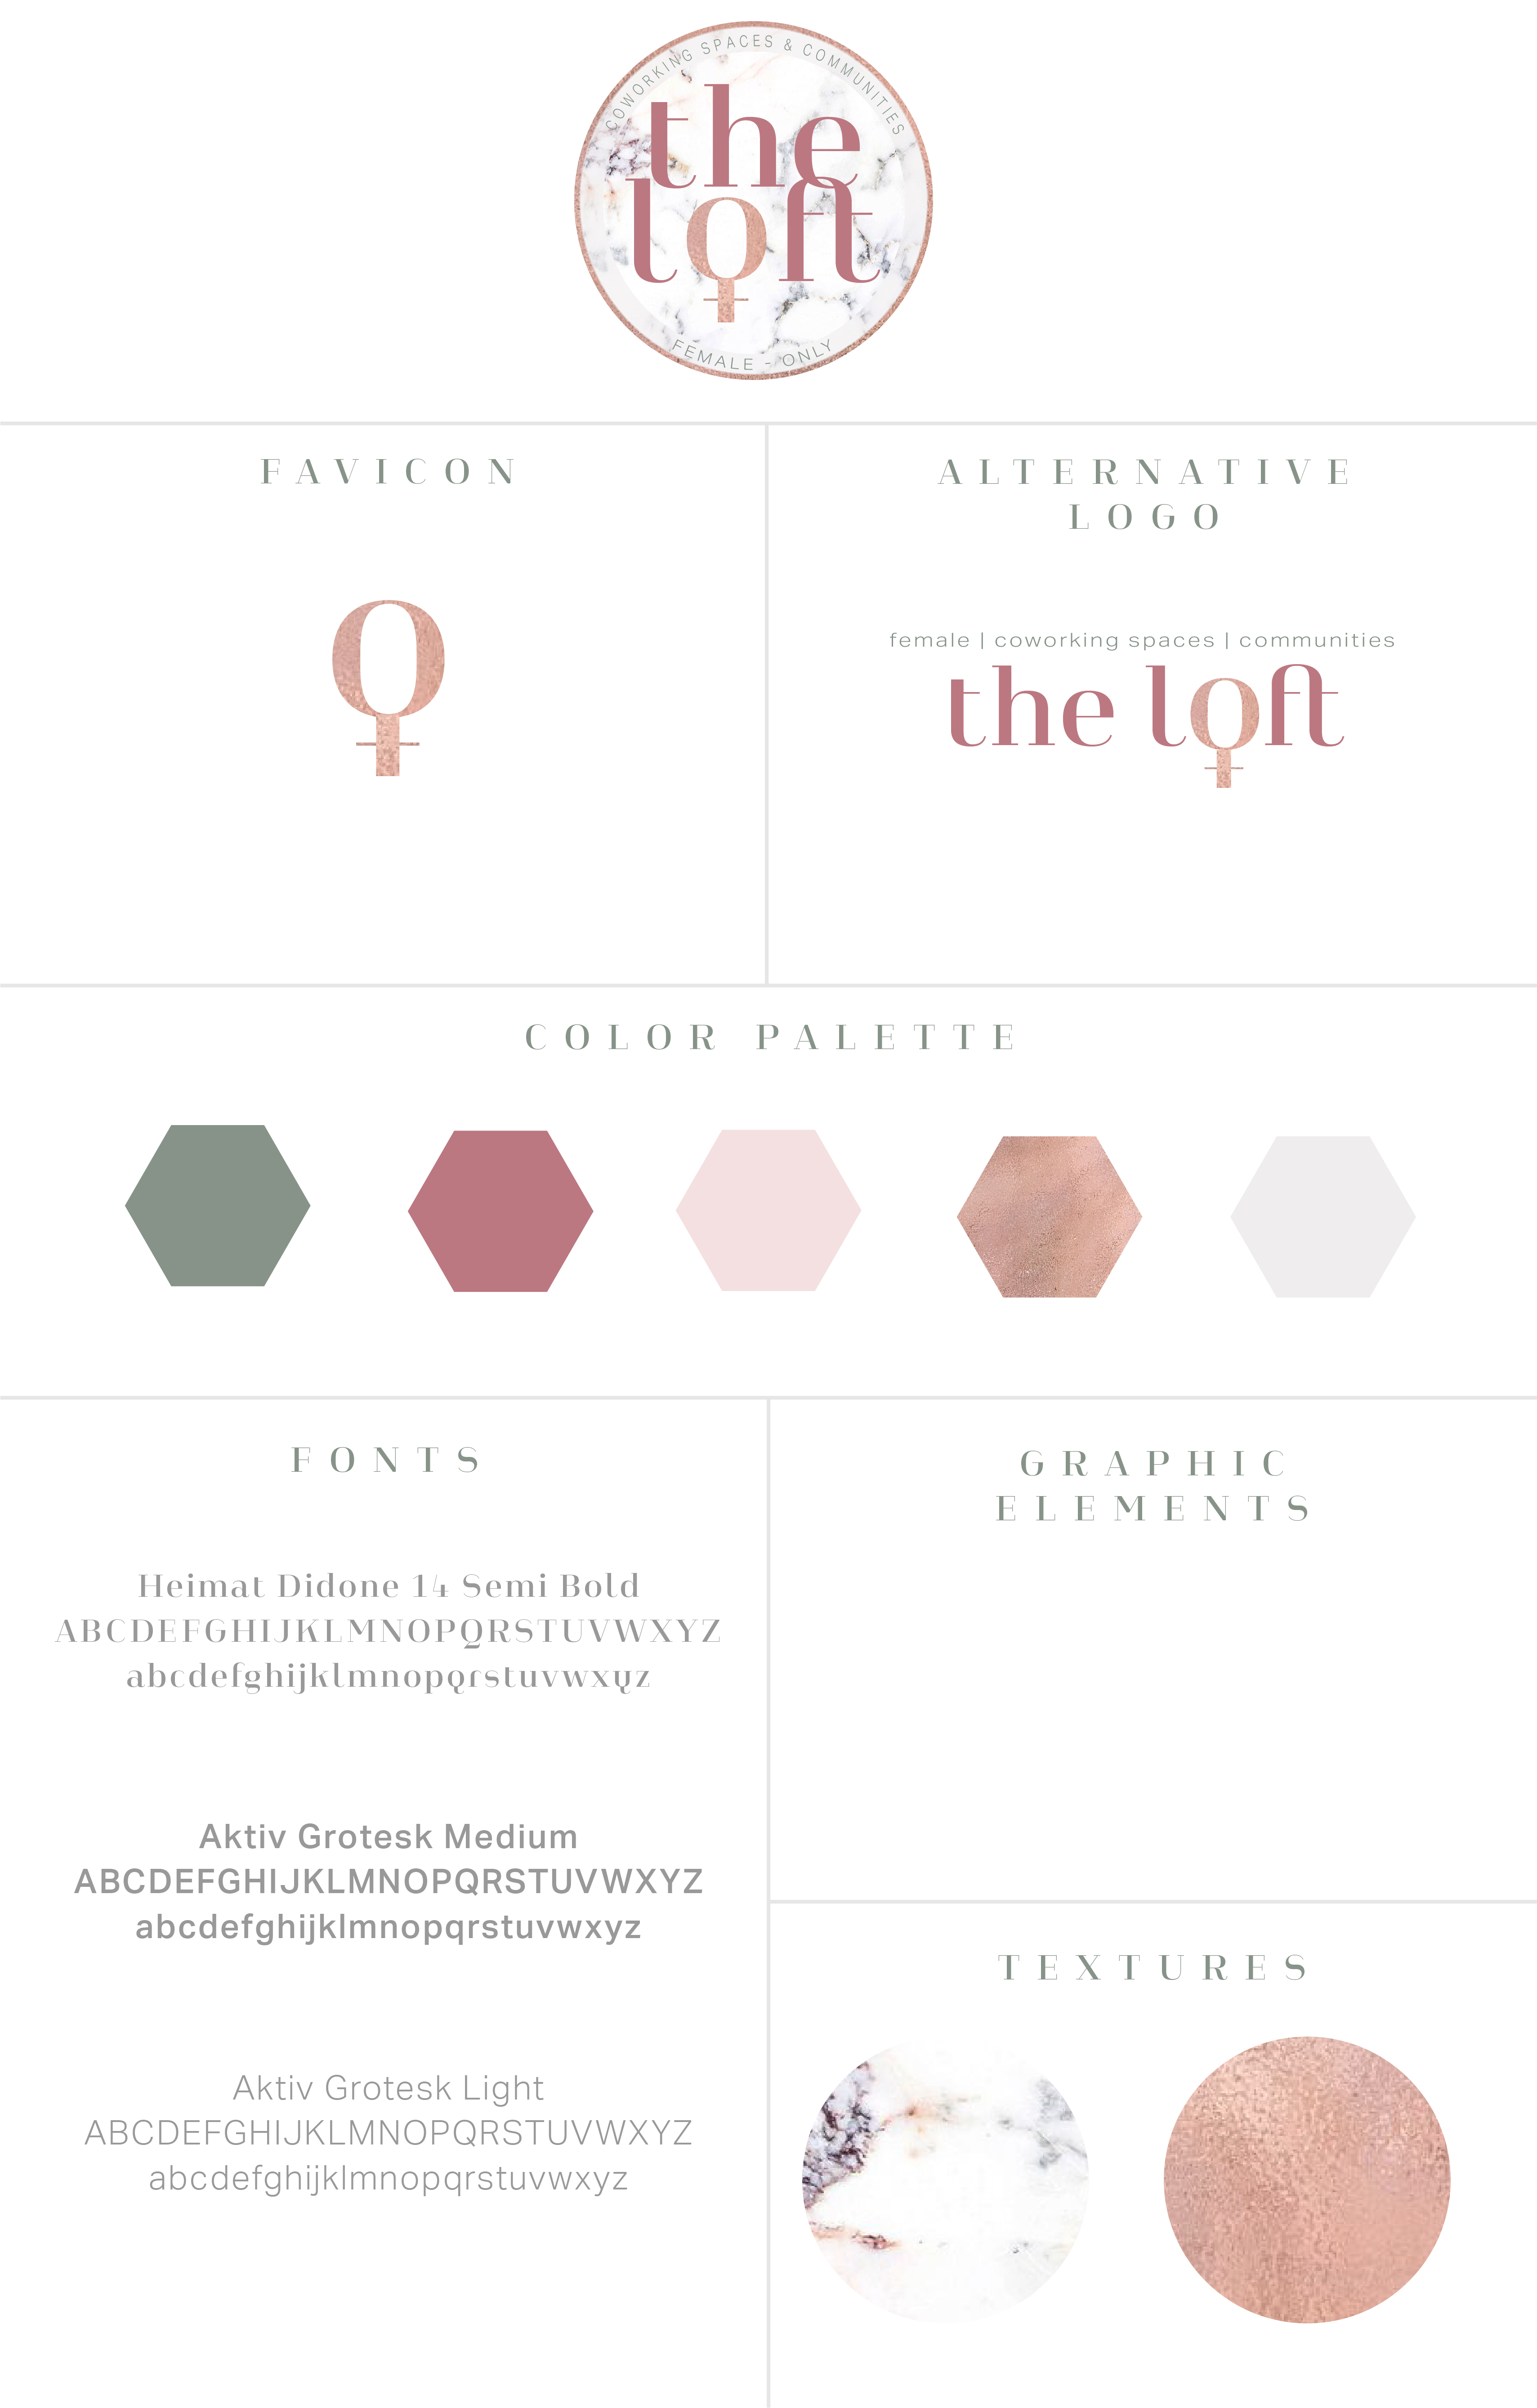 COWORKING SPACES & COMMUNITIES
the
loft
FEMALE - ONLY
FAVICON
ALTERNATIVE
LOGO
female | coworking spaces | communities
the loft
COLOR PALETTE
FONTS
Heimat Didone 14 Semi Bold
ABCDEFGHIJKLMNOPQRSTUVWXYZ
abcdefghijklmnopqrstuvwxyz
Aktiv Grotesk Medium
ABCDEFGHIJKLMNOPQRSTUVWXYZ
abcdefghijklmnopqrstuvwxyz
Aktiv Grotesk Light
ABCDEFGHIJKLMNOPQRSTUVWXYZ
abcdefghijklmnopqrstuvwxyz
GRAPHIC
ELEMENTS
TEXTURES